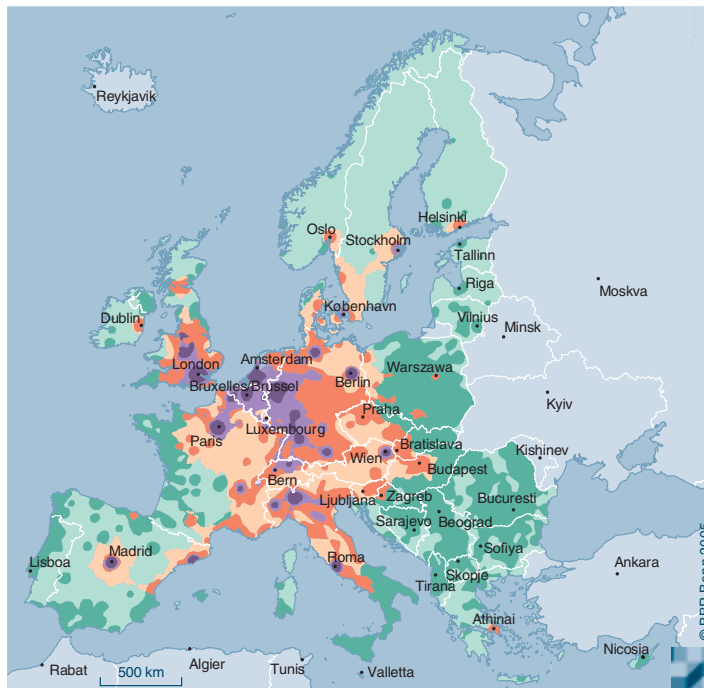 Reykjavik
Oslo
Helsinki
Stockholm
Tallinn
Riga
Moskva
Dublin
København
Vilnius
Minsk
London
Amsterdam
Bruxelles/Brussel
Berlin
Warszawa
Kyiv
Luxembourg
Praha
Paris
Wien
Bratislava
Kishinev
Bern
Budapest
Ljubljana
Zagreb
Bucuresti
Sarajevo
Beograd
Madrid
Lisboa
Roma
Sofiya
Skopje
Tirana
Ankara
Athinai
Nicosia
Rabat
500 km
Algier
Tunis
Valletta